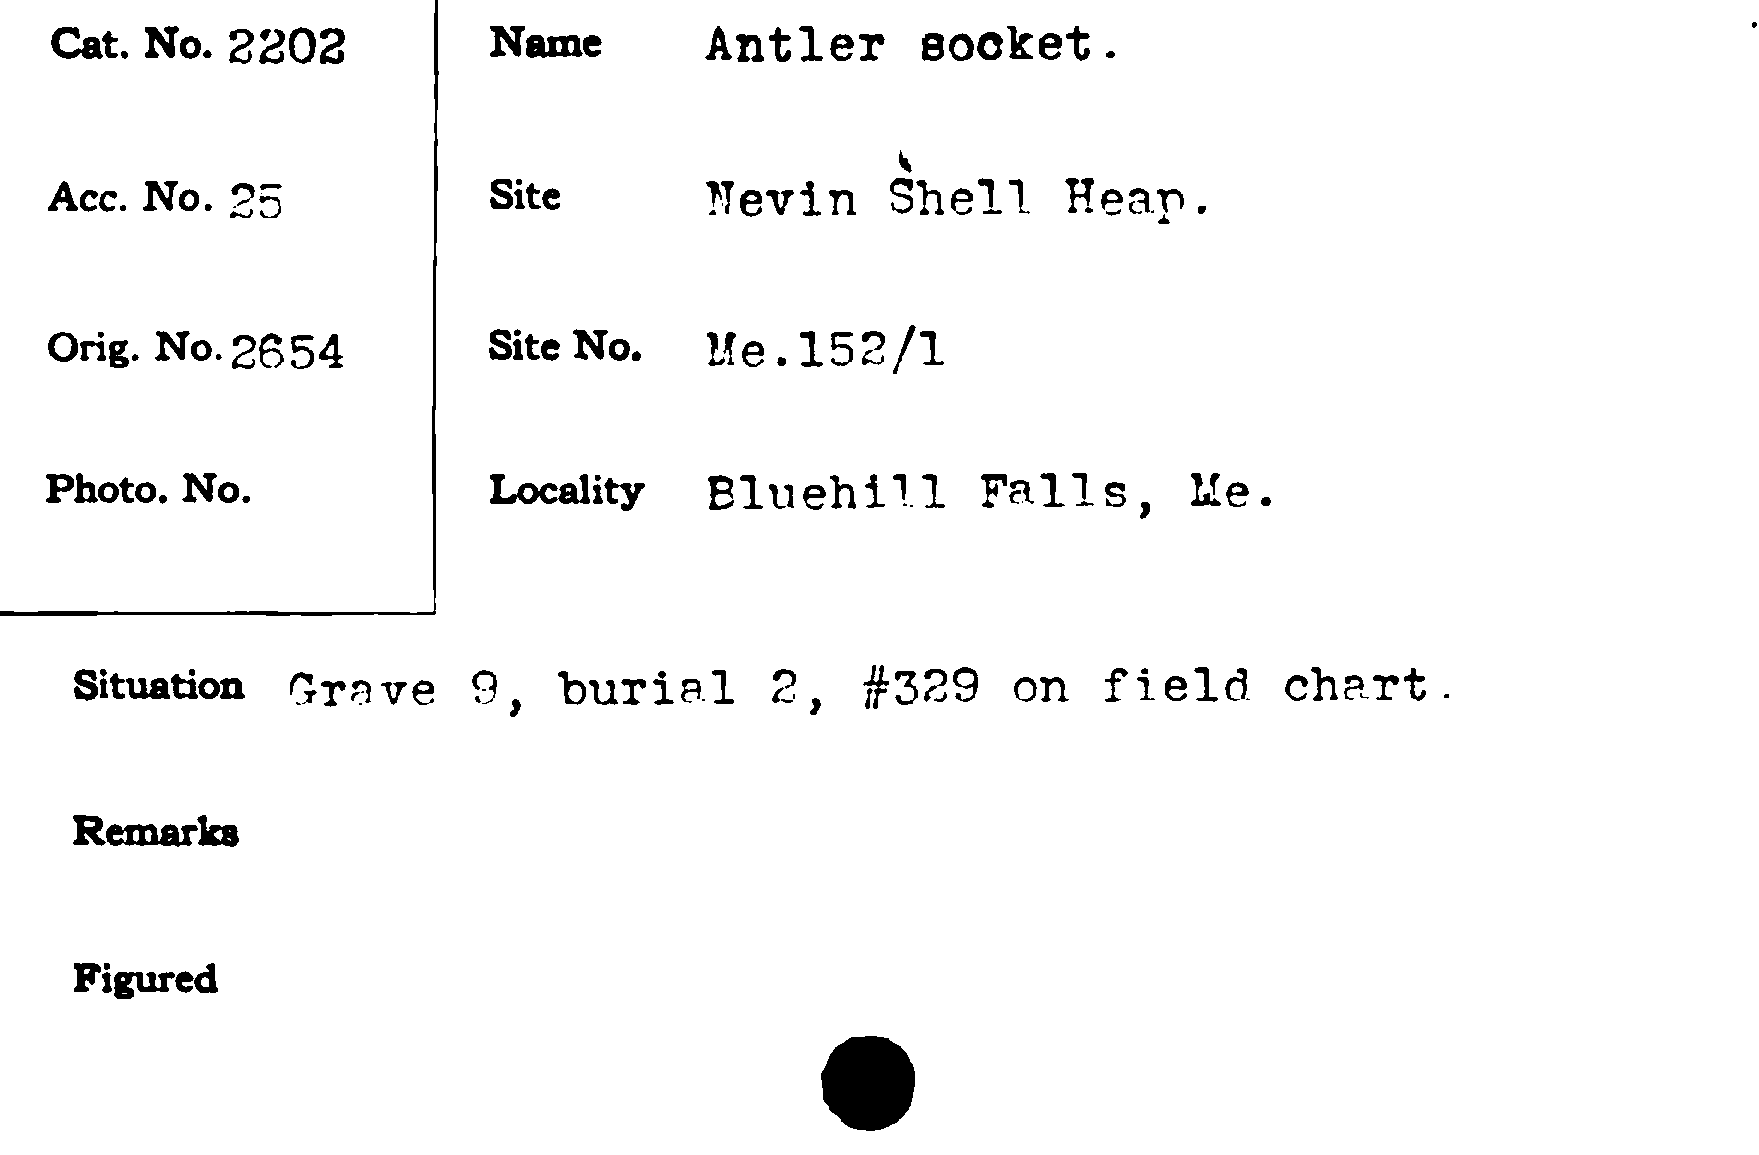 Cat. No. 2202
Acc. No. 25
Orig. No. 2654
Photo. No.
Name Antler socket.
Site Nevin Shell Heap.
Site No. Me.152/1
Locality Bluehill Falls, Me.
Situation Grave 9, burial 2, #329 on field chart.
Remarks
Figured